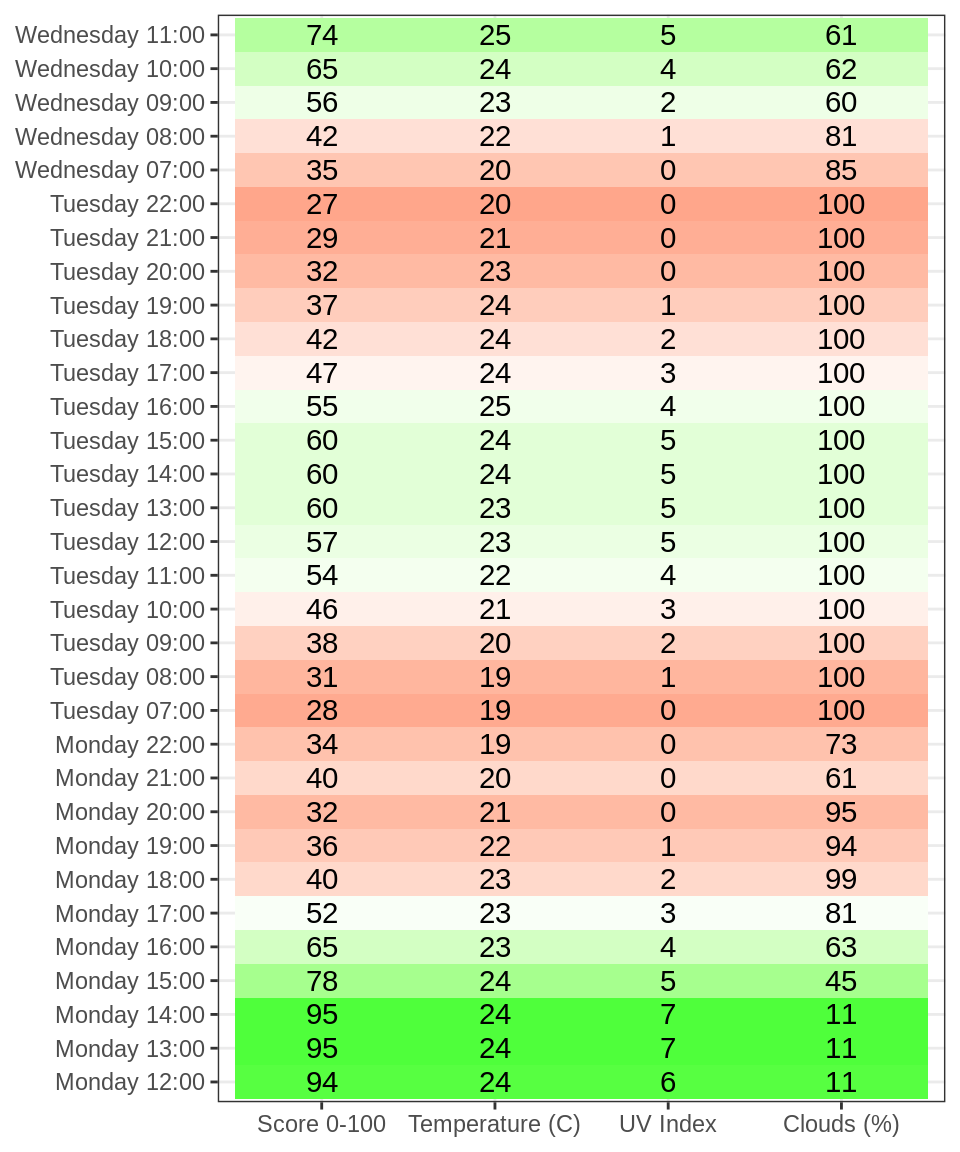 Wednesday 11:00 74 25 5 61
Wednesday 10:00 65 24 4 62
Wednesday 09:00 56 23 2 60
Wednesday 08:00 42 22 1 81
Wednesday 07:00 35 20 0 85
Tuesday 22:00 27 20 0 100
Tuesday 21:00 29 21 0 100
Tuesday 20:00 32 23 0 100
Tuesday 19:00 37 24 1 100
Tuesday 18:00 42 24 2 100
Tuesday 17:00 47 24 3 100
Tuesday 16:00 55 25 4 100
Tuesday 15:00 60 24 5 100
Tuesday 14:00 60 24 5 100
Tuesday 13:00 60 23 5 100
Tuesday 12:00 57 23 5 100
Tuesday 11:00 54 22 4 100
Tuesday 10:00 46 21 3 100
Tuesday 09:00 38 20 2 100
Tuesday 08:00 31 19 1 100
Tuesday 07:00 28 19 0 100
Monday 22:00 34 19 0 73
Monday 21:00 40 20 0 61
Monday 20:00 32 21 0 95
Monday 19:00 36 22 1 94
Monday 18:00 40 23 2 99
Monday 17:00 52 23 3 81
Monday 16:00 65 23 4 63
Monday 15:00 78 24 5 45
Monday 14:00 95 24 7 11
Monday 13:00 95 24 7 11
Monday 12:00 94 24 6 11
Score 0-100 Temperature (C) UV Index Clouds (%)